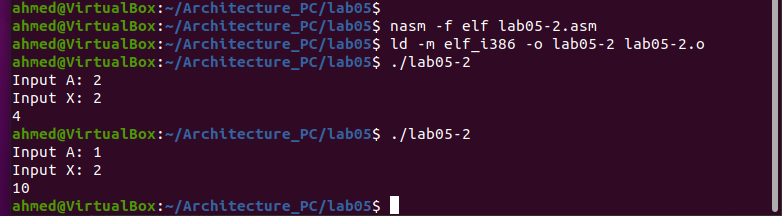 ahmed@VirtualBox:~/Architecture_PC/lab05$
ahmed@VirtualBox:~/Architecture_PC/lab05$ nasm -f elf lab05-2.asm
ahmed@VirtualBox:~/Architecture_PC/lab05$ ld -m elf_i386 -o lab05-2 lab05-2.o
ahmed@VirtualBox:~/Architecture_PC/lab05$ ./lab05-2
Input A: 2
Input X: 2
4
ahmed@VirtualBox:~/Architecture_PC/lab05$ ./lab05-2
Input A: 1
Input X: 2
10
ahmed@VirtualBox:~/Architecture_PC/lab05$